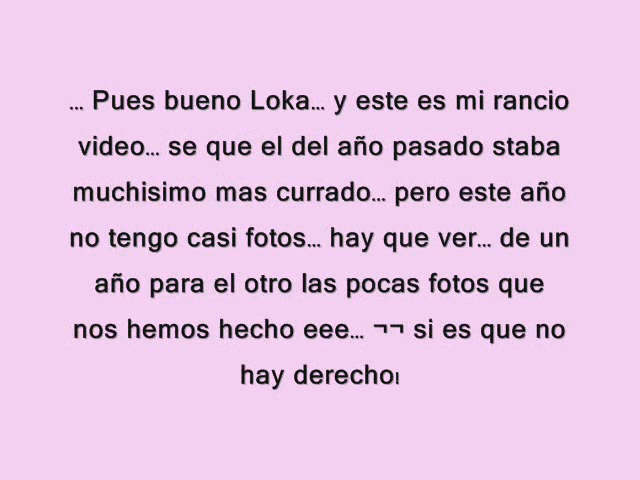 ... Pues bueno Loka... y este es mi rancio
video... se que el del año pasado staba
muchisimo mas currado... pero este año
no tengo casi fotos... hay que ver... de un
año para el otro las pocas fotos que
nos hemos hecho eee... ¬¬ si es que no
hay derecho!